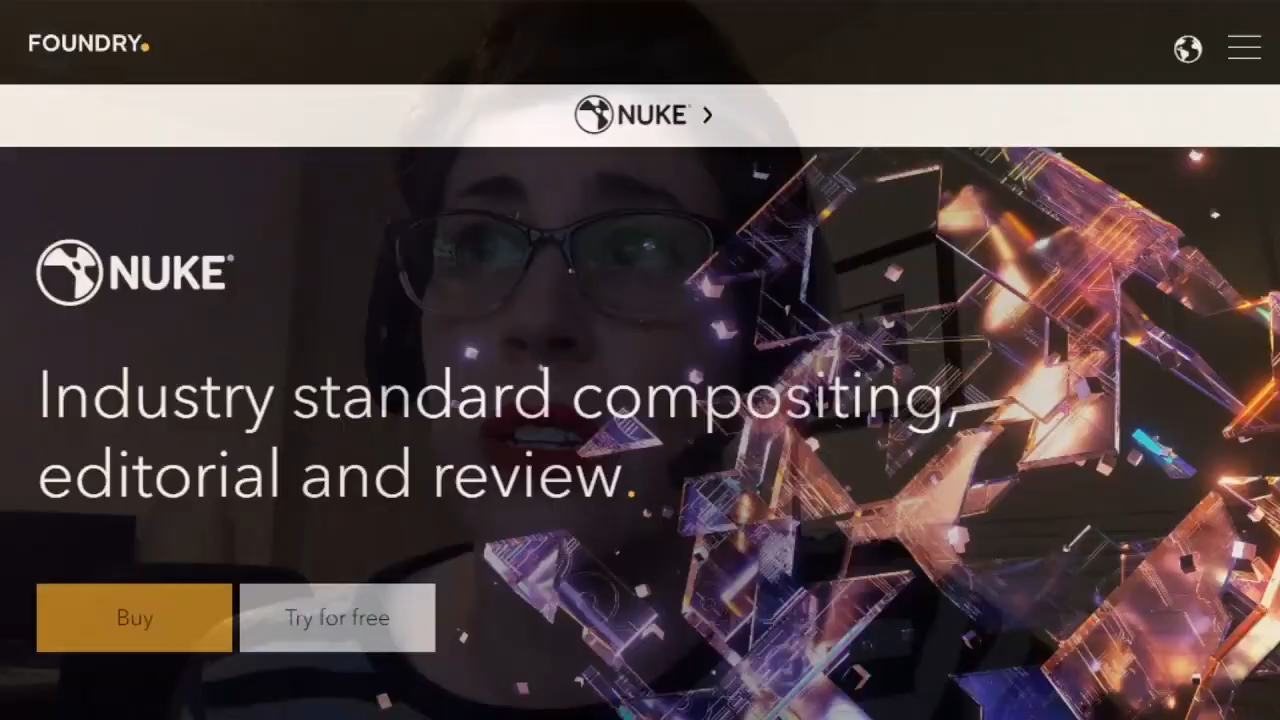 FOUNDRY.
NUKE
NUKE®
Industry standard compositing,
editorial and review.
Buy
Try for free